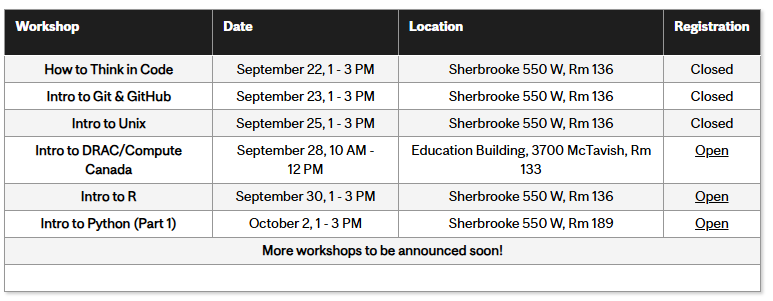 Workshop Date Location Registration
How to Think in Code September 22, 1 - 3 PM Sherbrooke 550 W, Rm 136 Closed
Intro to Git & GitHub September 23, 1 - 3 PM Sherbrooke 550 W, Rm 136 Closed
Intro to Unix September 25, 1 - 3 PM Sherbrooke 550 W, Rm 136 Closed
Intro to DRAC/Compute September 28, 10 AM - Education Building, 3700 McTavish, Rm Open
Canada 12 PM 133
Intro to R September 30, 1 - 3 PM Sherbrooke 550 W, Rm 136 Open
Intro to Python (Part 1) October 2, 1 - 3 PM Sherbrooke 550 W, Rm 189 Open
More workshops to be announced soon!